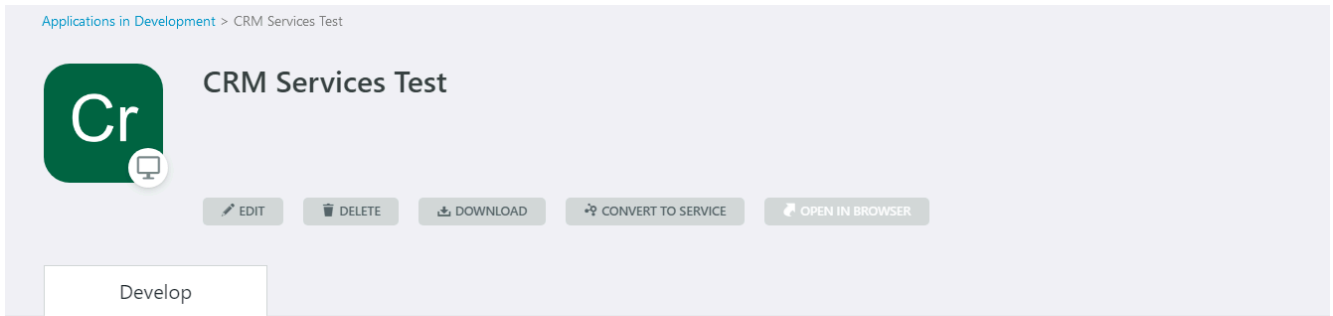 Applications in Development > CRM Services Test
Cr
CRM Services Test
EDIT DELETE DOWNLOAD CONVERT TO SERVICE OPEN IN BROWSER
Develop